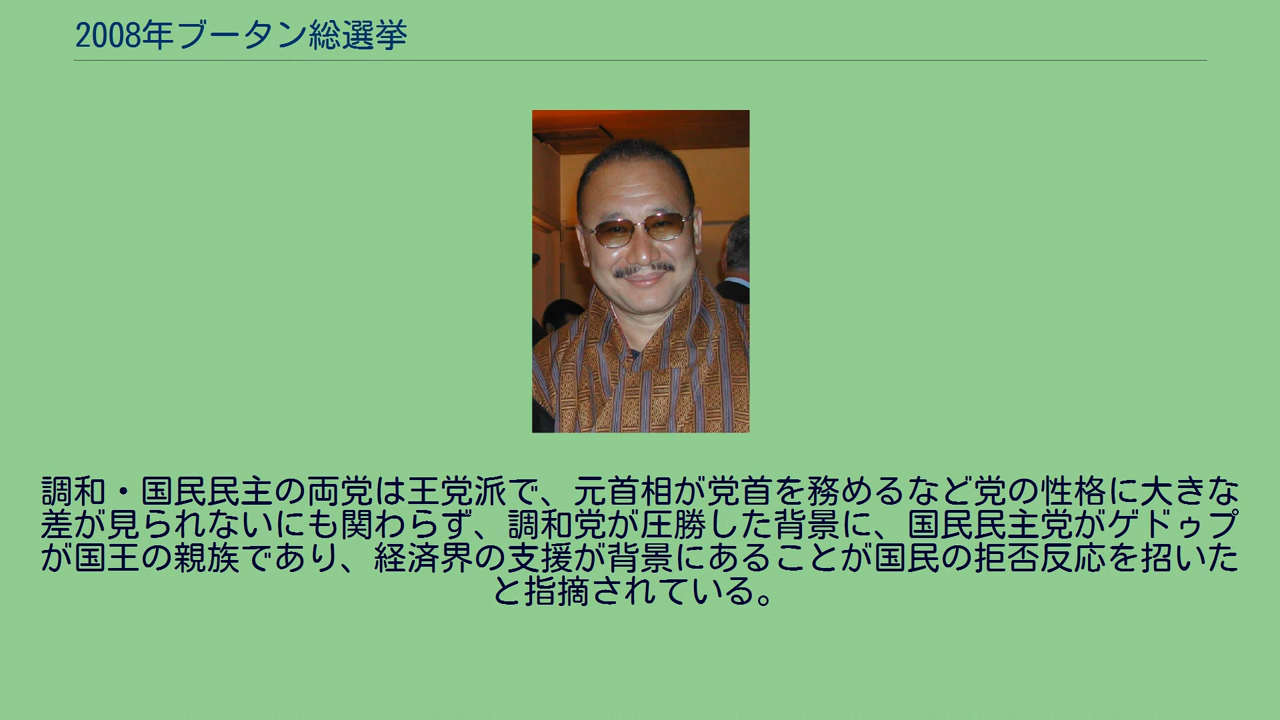 2008年ブータン総選挙
調和・国民民主の両党は王党派で、元首相が党首を務めるなど党の性格に大きな
差が見られないにも関わらず、調和党が圧勝した背景に、国民民主党がゲドゥプ
が国王の親族であり、経済界の支援が背景にあることが国民の拒否反応を招いた
と指摘されている。